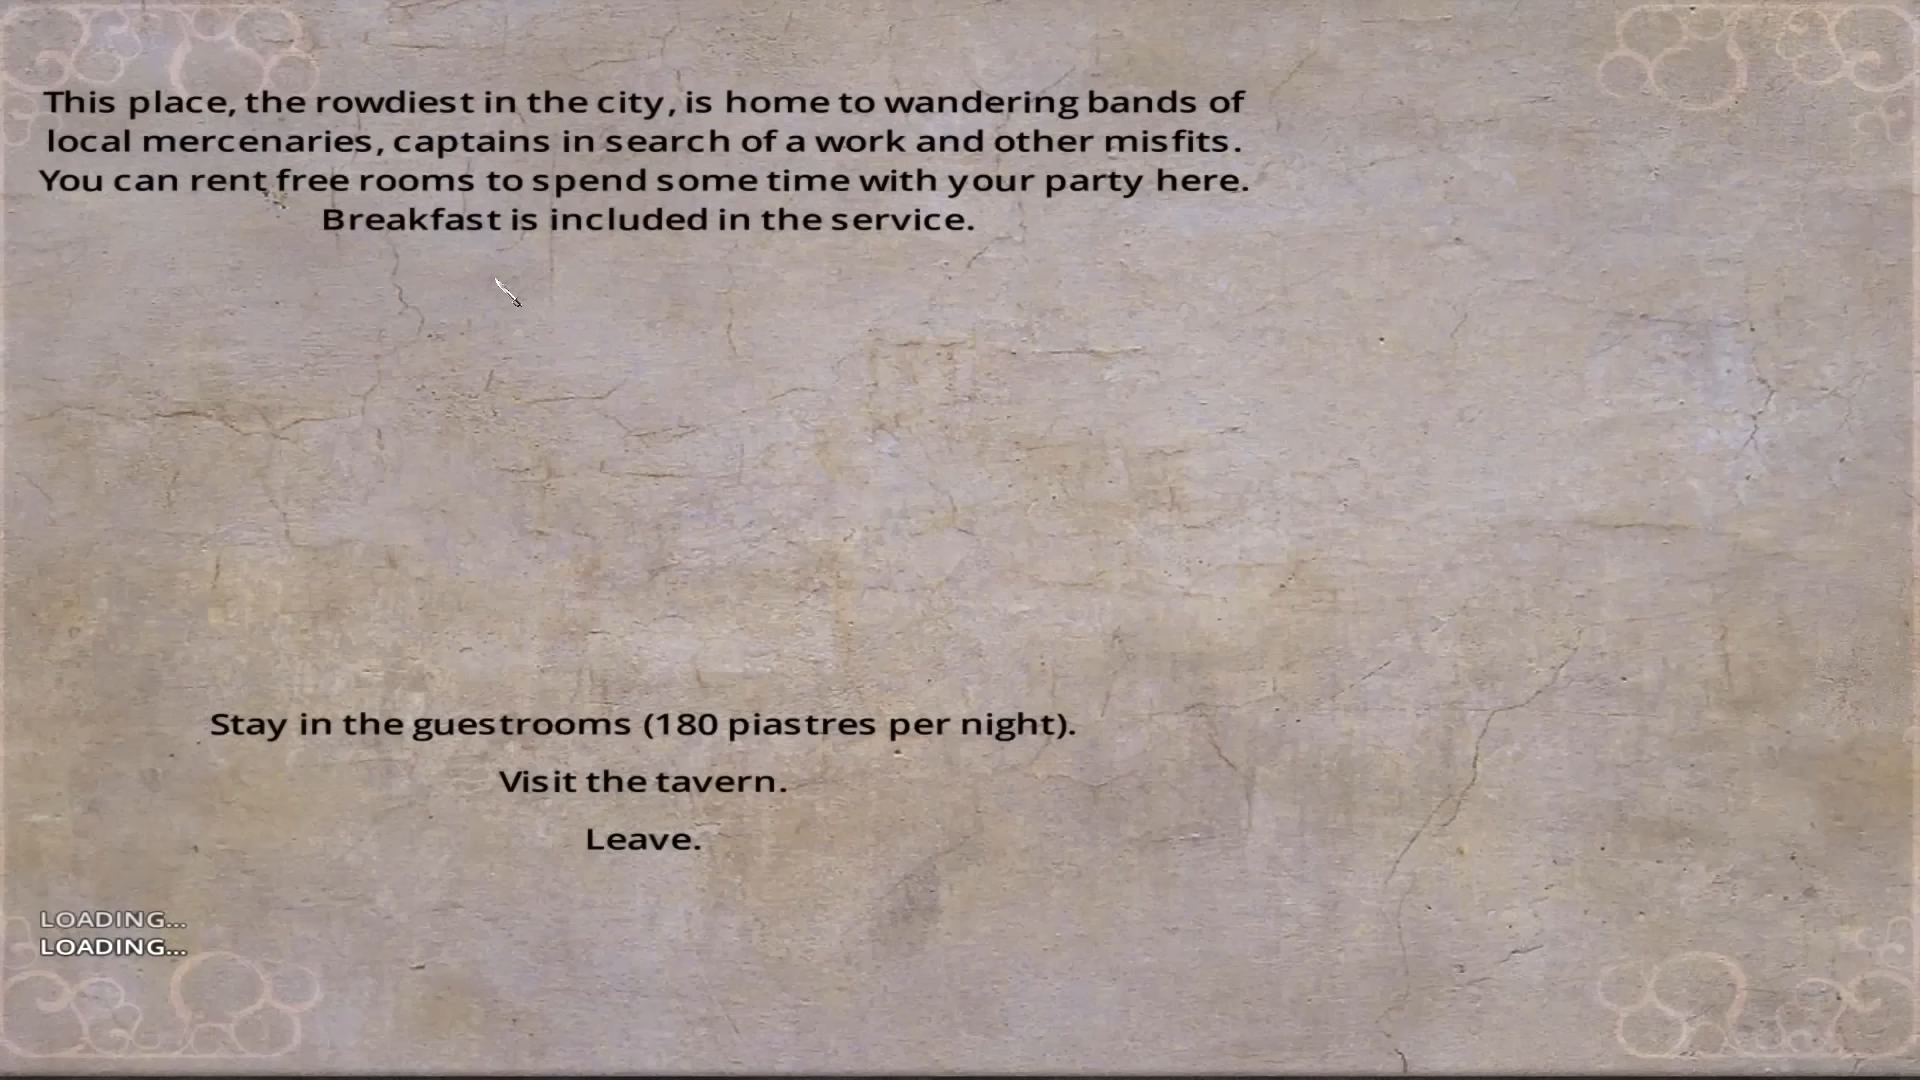 This place, the rowdiest in the city, is home to wandering bands of
local mercenaries, captains in search of a work and other misfits.
You can rent free rooms to spend some time with your party here.
Breakfast is included in the service.
Stay in the guestrooms (180 piastres per night).
Visit the tavern.
Leave.
LOADING...
LOADING...